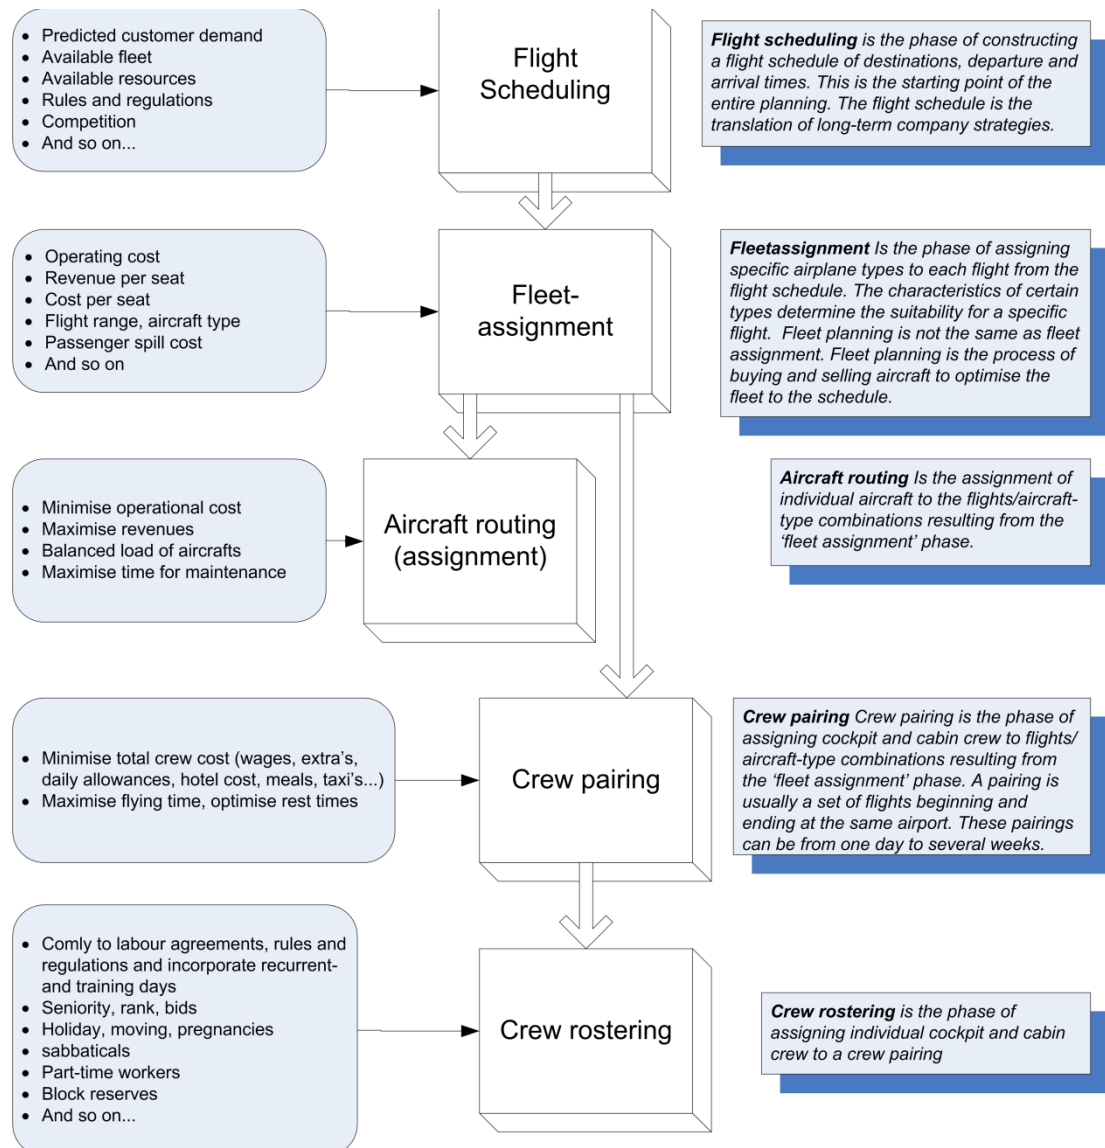 • Predicted customer demand
• Available fleet
• Available resources
• Rules and regulations
• Competition
• And so on...
Flight
Scheduling
Flight scheduling is the phase of constructing
a flight schedule of destinations, departure and
arrival times. This is the starting point of the
entire planning. The flight schedule is the
translation of long-term company strategies.
• Operating cost
• Revenue per seat
• Cost per seat
• Flight range, aircraft type
• Passenger spill cost
• And so on
Fleet-
assignment
Fleetassignment Is the phase of assigning
specific airplane types to each flight from the
flight schedule. The characteristics of certain
types determine the suitability for a specific
flight. Fleet planning is not the same as fleet
assignment. Fleet planning is the process of
buying and selling aircraft to optimise the
fleet to the schedule.
• Minimise operational cost
• Maximise revenues
• Balanced load of aircrafts
• Maximise time for maintenance
Aircraft routing
(assignment)
Aircraft routing Is the assignment of
individual aircraft to the flights/aircraft-
type combinations resulting from the
‘fleet assignment’ phase.
• Minimise total crew cost (wages, extra’s,
daily allowances, hotel cost, meals, taxi’s...)
• Maximise flying time, optimise rest times
Crew pairing
Crew pairing Crew pairing is the phase of
assigning cockpit and cabin crew to flights/
aircraft-type combinations resulting from
the ‘fleet assignment’ phase. A pairing is
usually a set of flights beginning and
ending at the same airport. These pairings
can be from one day to several weeks.
• Comly to labour agreements, rules and
regulations and incorporate recurrent-
and training days
• Seniority, rank, bids
• Holiday, moving, pregnancies
• sabbaticals
• Part-time workers
• Block reserves
• And so on...
Crew rostering
Crew rostering is the phase of
assigning individual cockpit and cabin
crew to a crew pairing